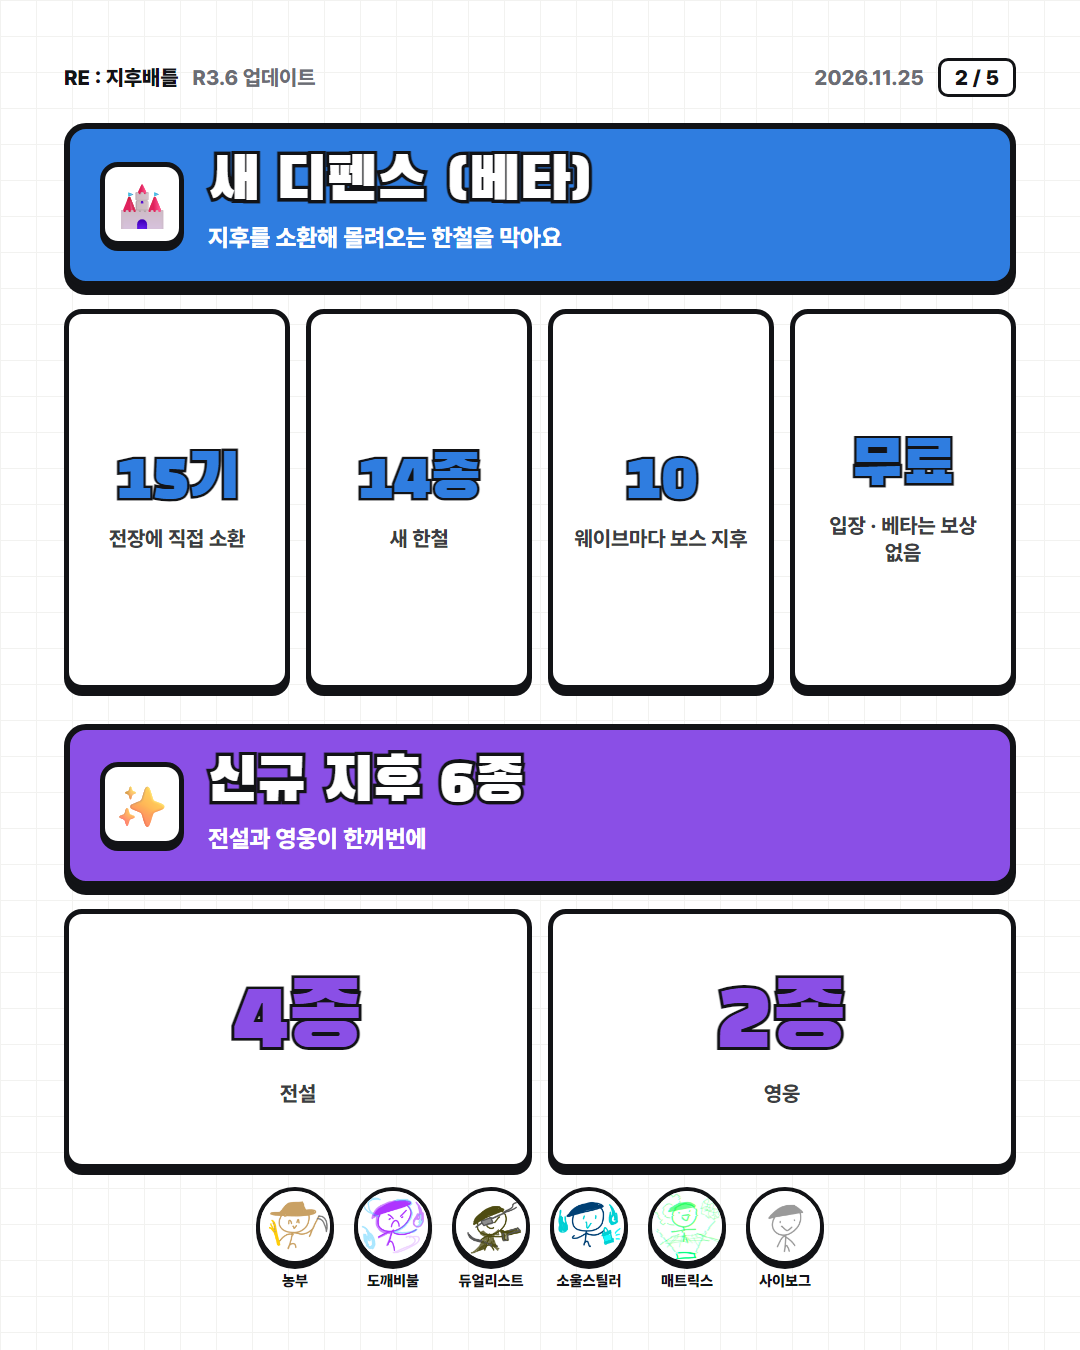 RE : 지후배틀 R3.6 업데이트
2026.11.25 2 / 5
새 디펜스 (베타)
지후를 소환해 몰려오는 한철을 막아요
15기
전장에 직접 소환
14종
새 한철
10
웨이브마다 보스 지후
무료
입장 · 베타는 보상
없음
신규 지후 6종
전설과 영웅이 한꺼번에
4종
전설
2종
영웅
농부
도깨비불
듀얼리스트
소울스틸러
매트릭스
사이보그